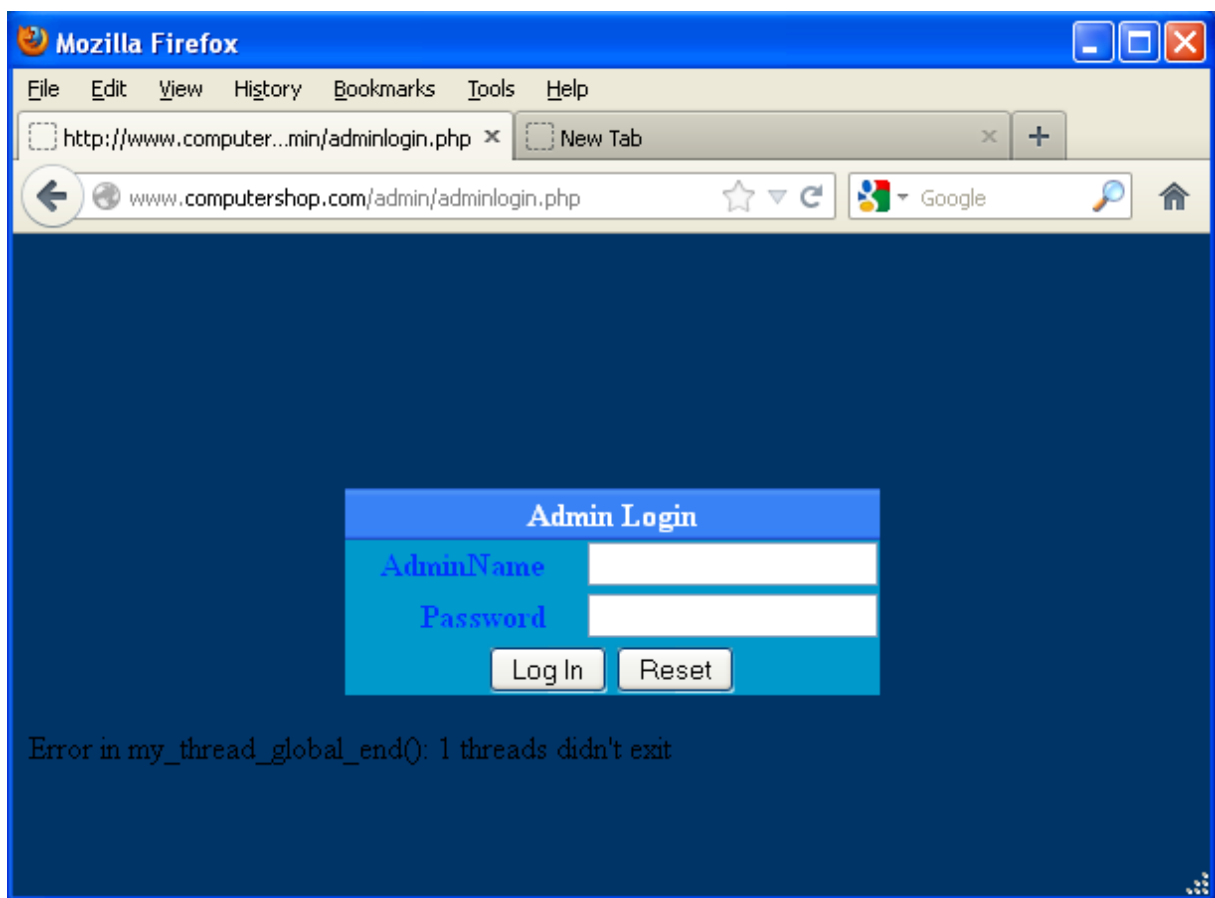 Mozilla Firefox
File Edit View History Bookmarks Tools Help
http://www.computer...min/adminlogin.php × New Tab × +
www.computershop.com/admin/adminlogin.php Google
Admin Login
AdminName
Password
Log In Reset
Error in my_thread_global_end(): 1 threads didn't exit